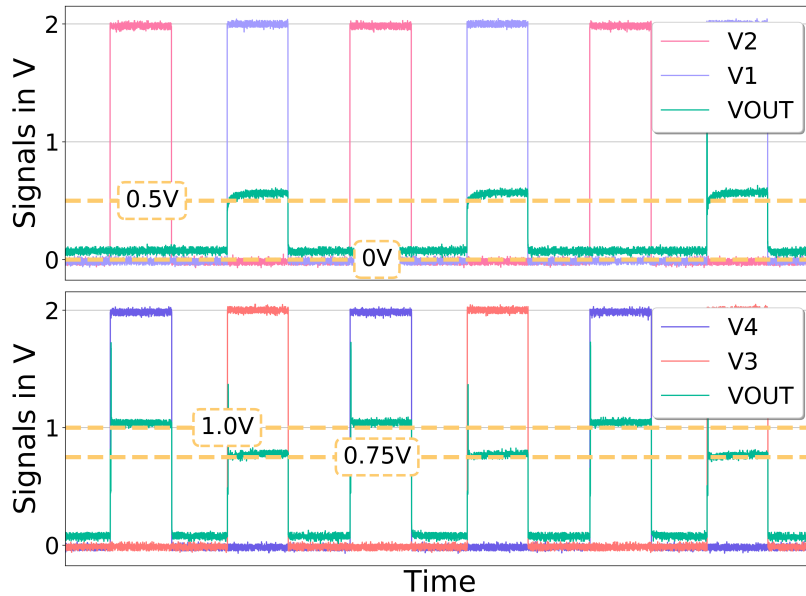 Signals in V
2
1
0
V2
V1
VOUT
0.5V
0V
Signals in V
2
1
0
V4
V3
VOUT
1.0V
0.75V
Time